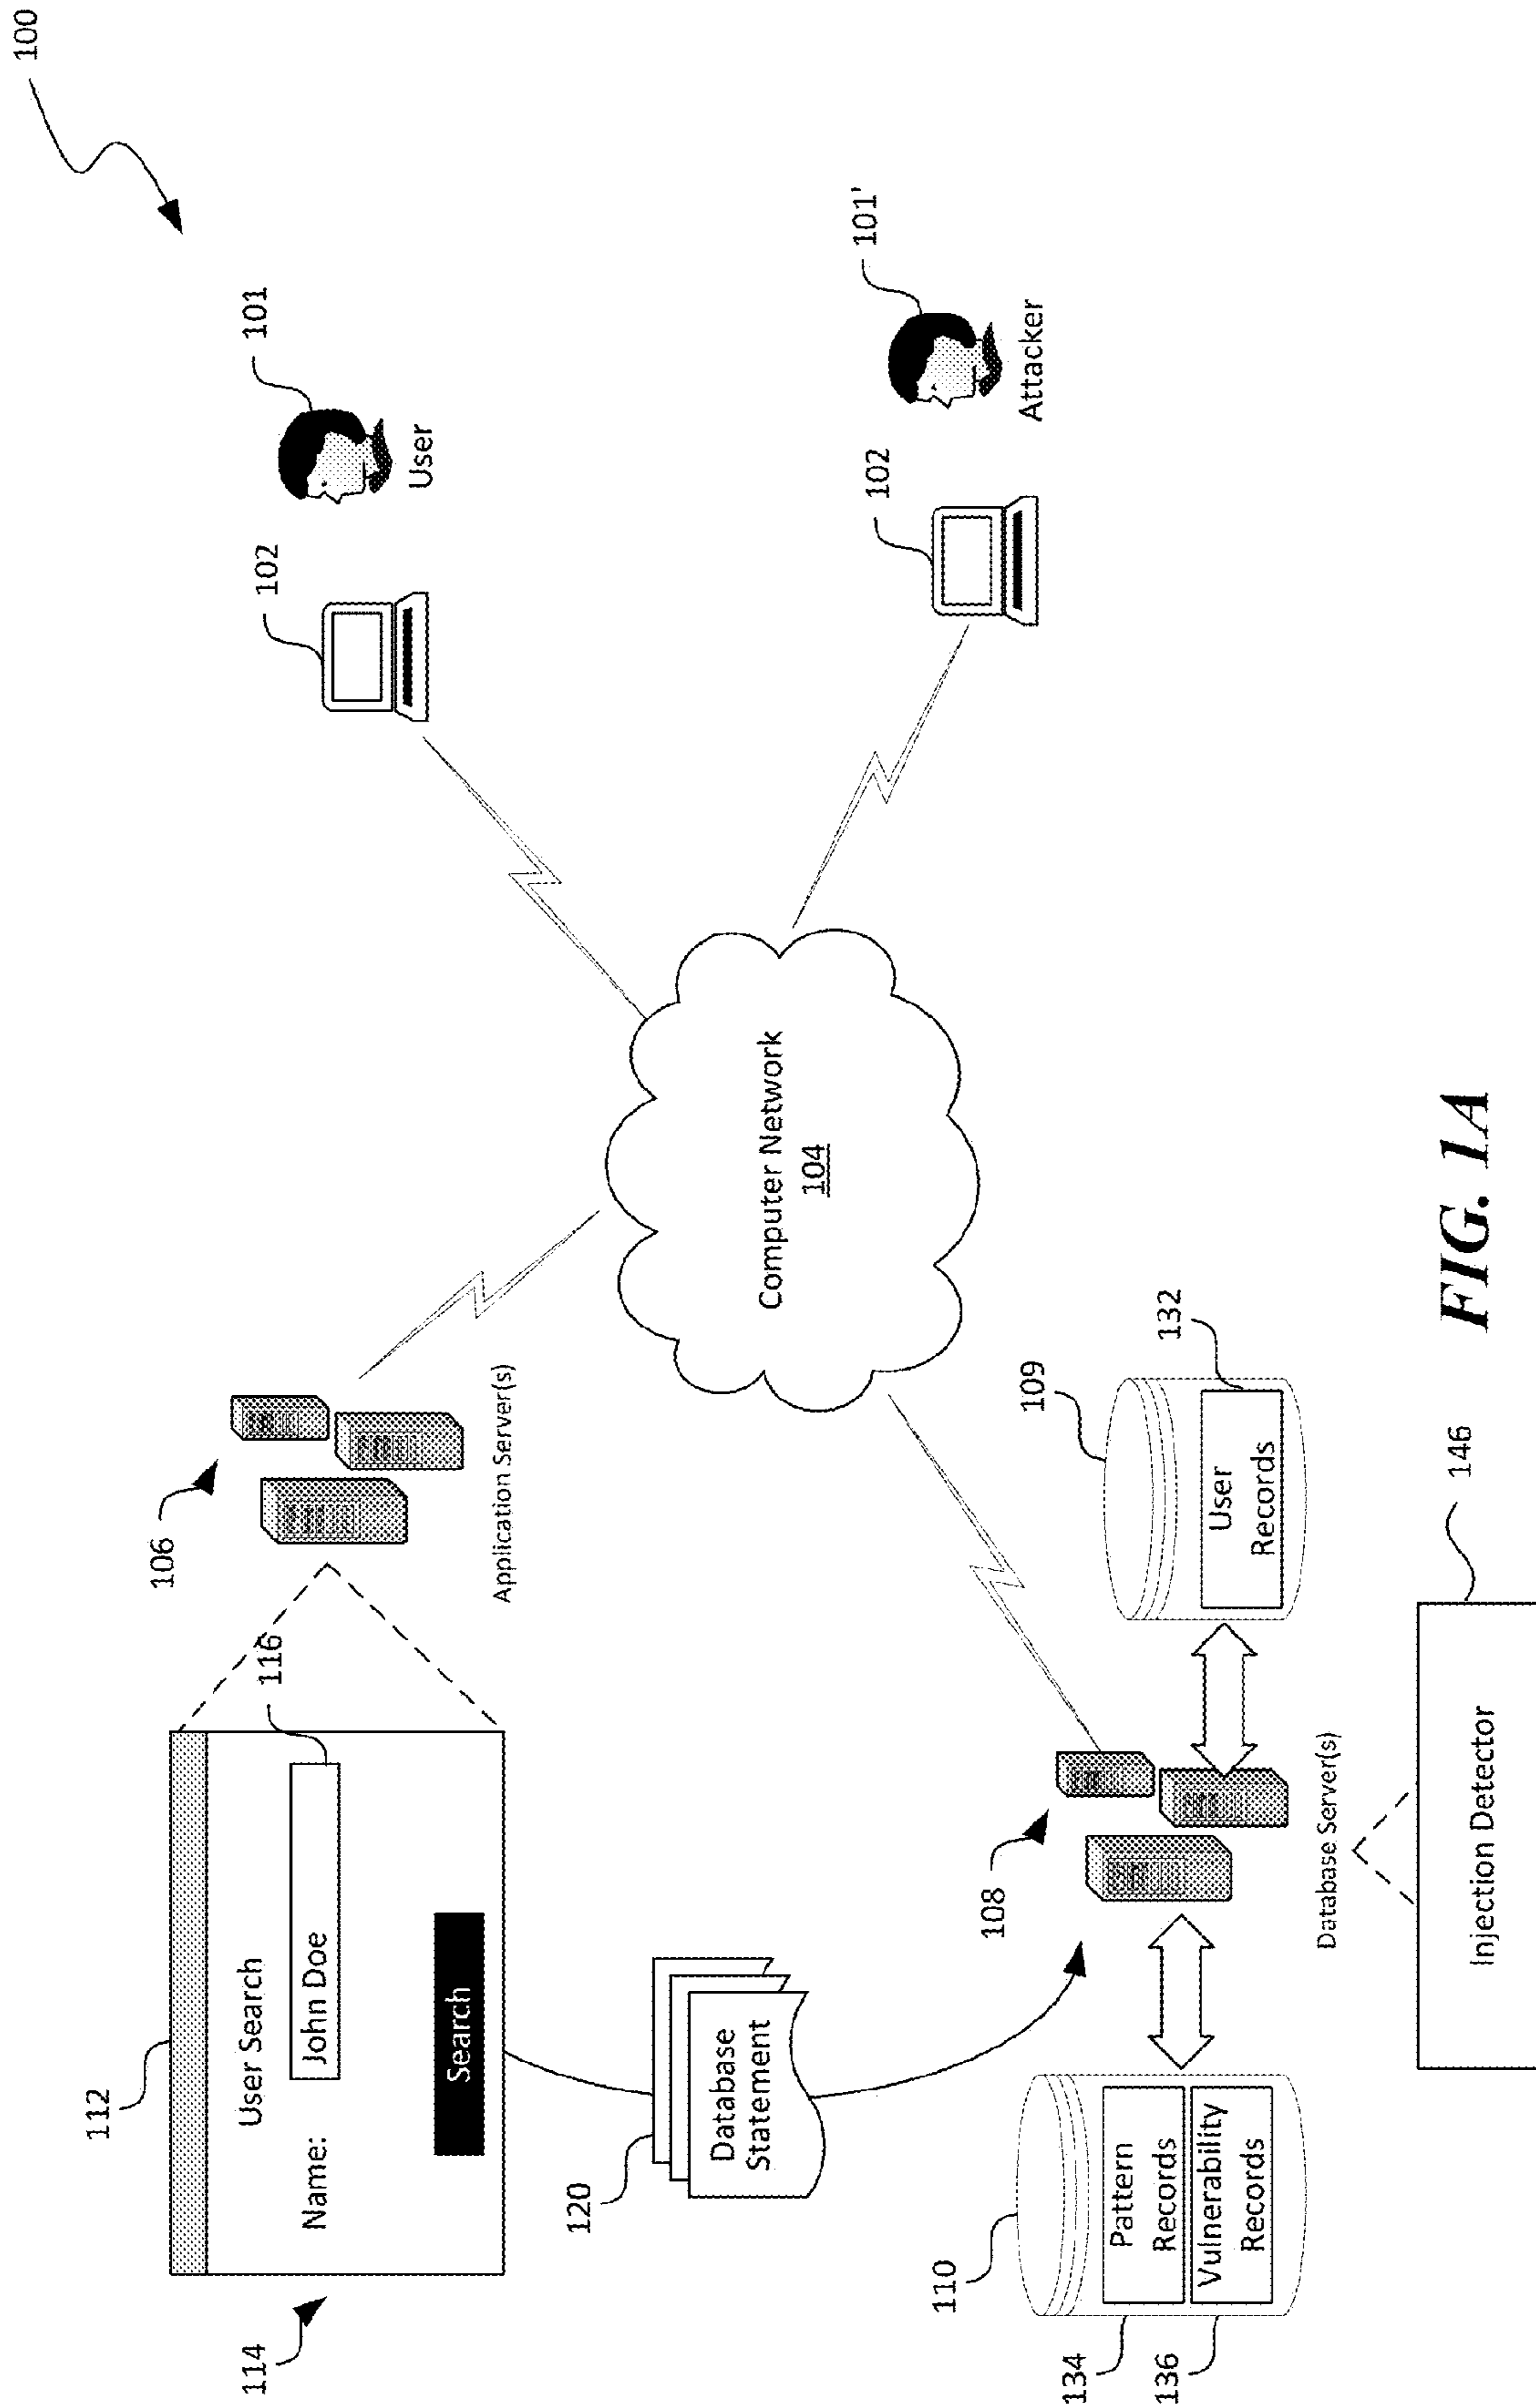 100
112
114
User Search
Name:
John Doe
116
Search
106
Application Server(s)
102
101
User
120
Database
Statement
Computer Network
104
102
101'
Attacker
110
134
Pattern
Records
136
Vulnerability
Records
108
Database Server(s)
109
132
User
Records
Injection Detector
146
FIG. 1A